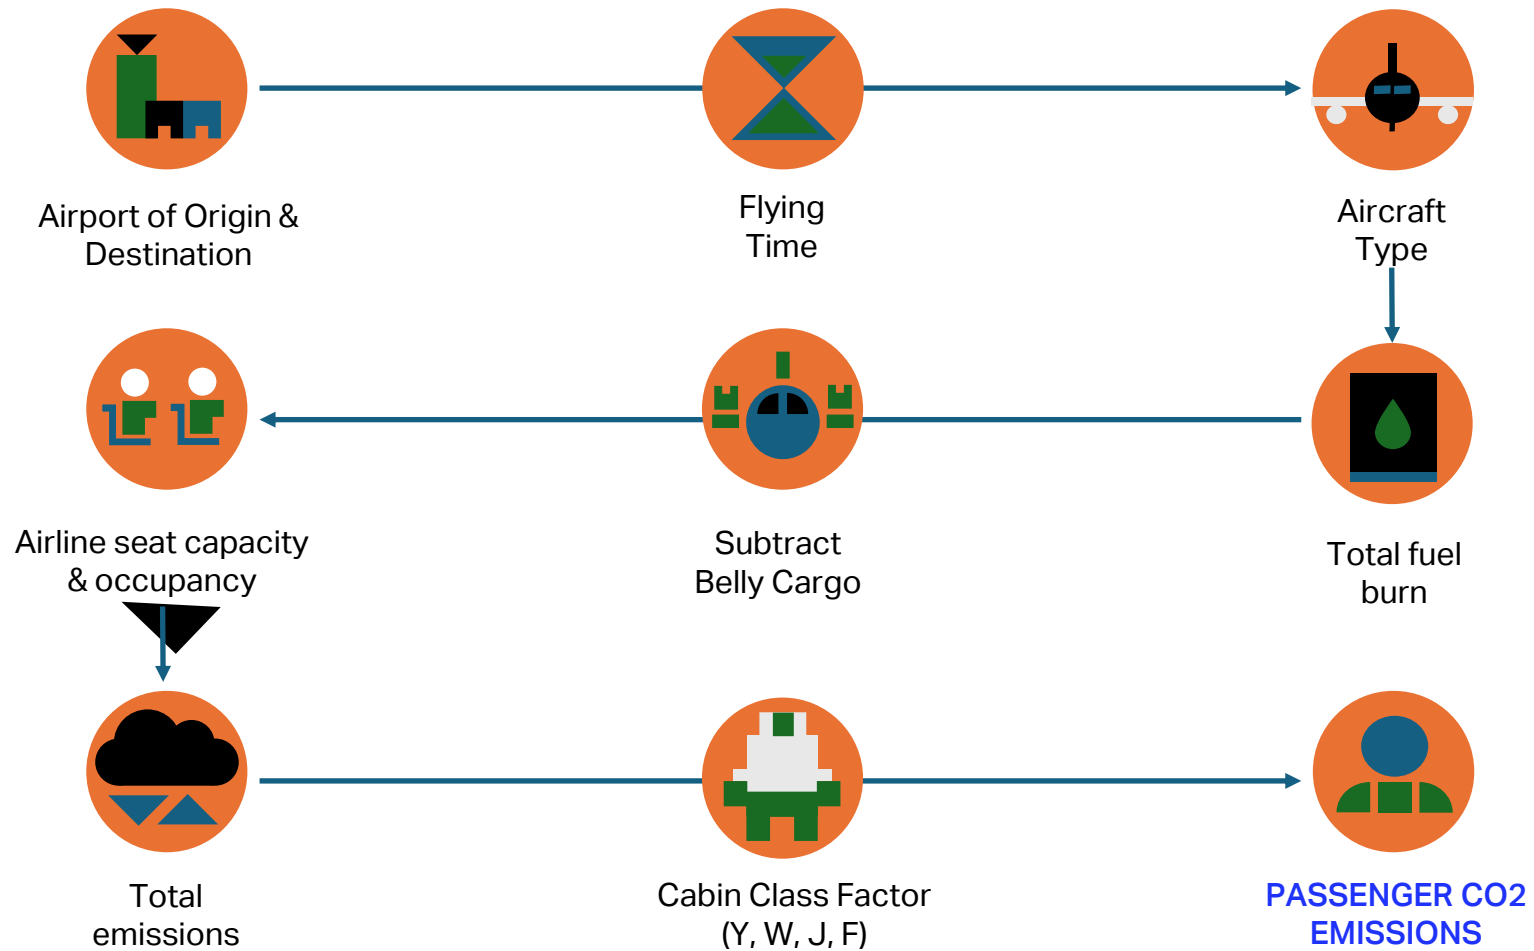 Airport of Origin &
Destination
Flying
Time
Aircraft
Type
Airline seat capacity
& occupancy
Subtract
Belly Cargo
Total fuel
burn
Total
emissions
Cabin Class Factor
(Y, W, J, F)
PASSENGER CO2
EMISSIONS